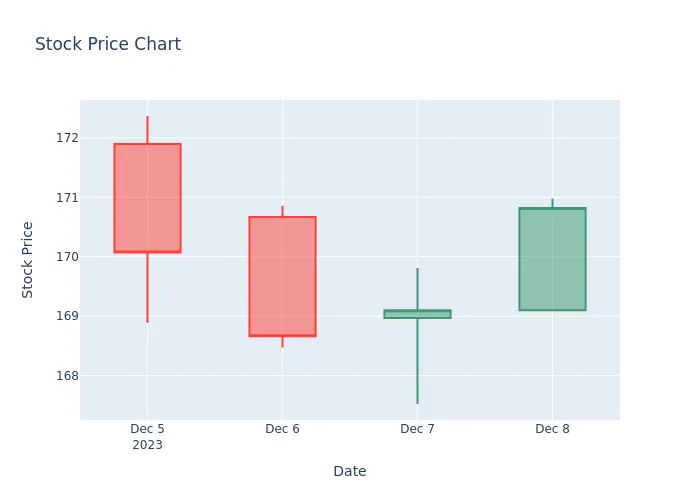 Stock Price Chart
172
171
170
169
168
Stock Price
Dec 5
2023
Dec 6
Dec 7
Dec 8
Date